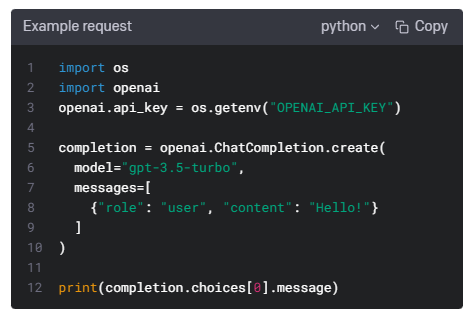 Example request python Copy
1 import os
2 import openai
3 openai.api_key = os.getenv("OPENAI_API_KEY")
4
5 completion = openai.ChatCompletion.create(
6   model="gpt-3.5-turbo",
7   messages=[
8     {"role": "user", "content": "Hello!"}
9   ]
10 )
11
12 print(completion.choices[0].message)